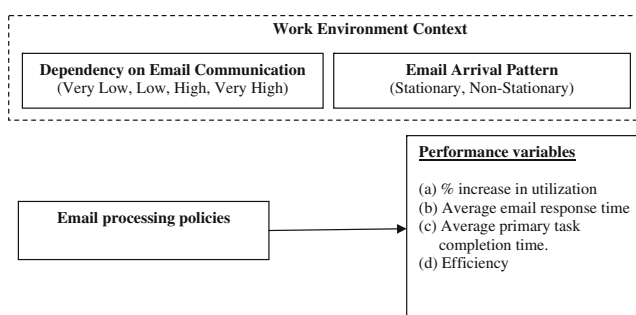 Work Environment Context
Dependency on Email Communication
(Very Low, Low, High, Very High)
Email Arrival Pattern
(Stationary, Non-Stationary)
Performance variables
(a) % increase in utilization
(b) Average email response time
(c) Average primary task
completion time.
(d) Efficiency
Email processing policies